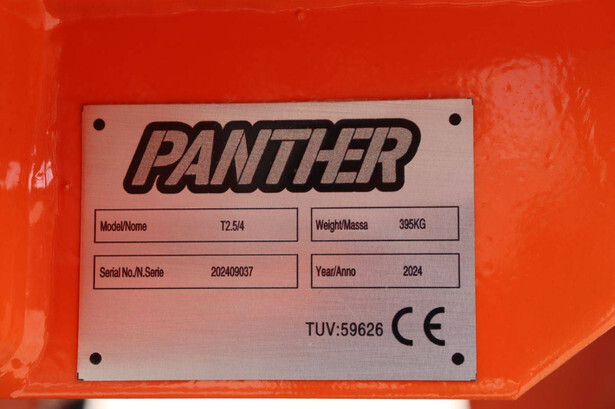 PANTHER
Model/Nome T2.5/4 Weight/Massa 395KG
Serial No./N.Serie 202409037 Year/Anno 2024
TUV:59626 CE